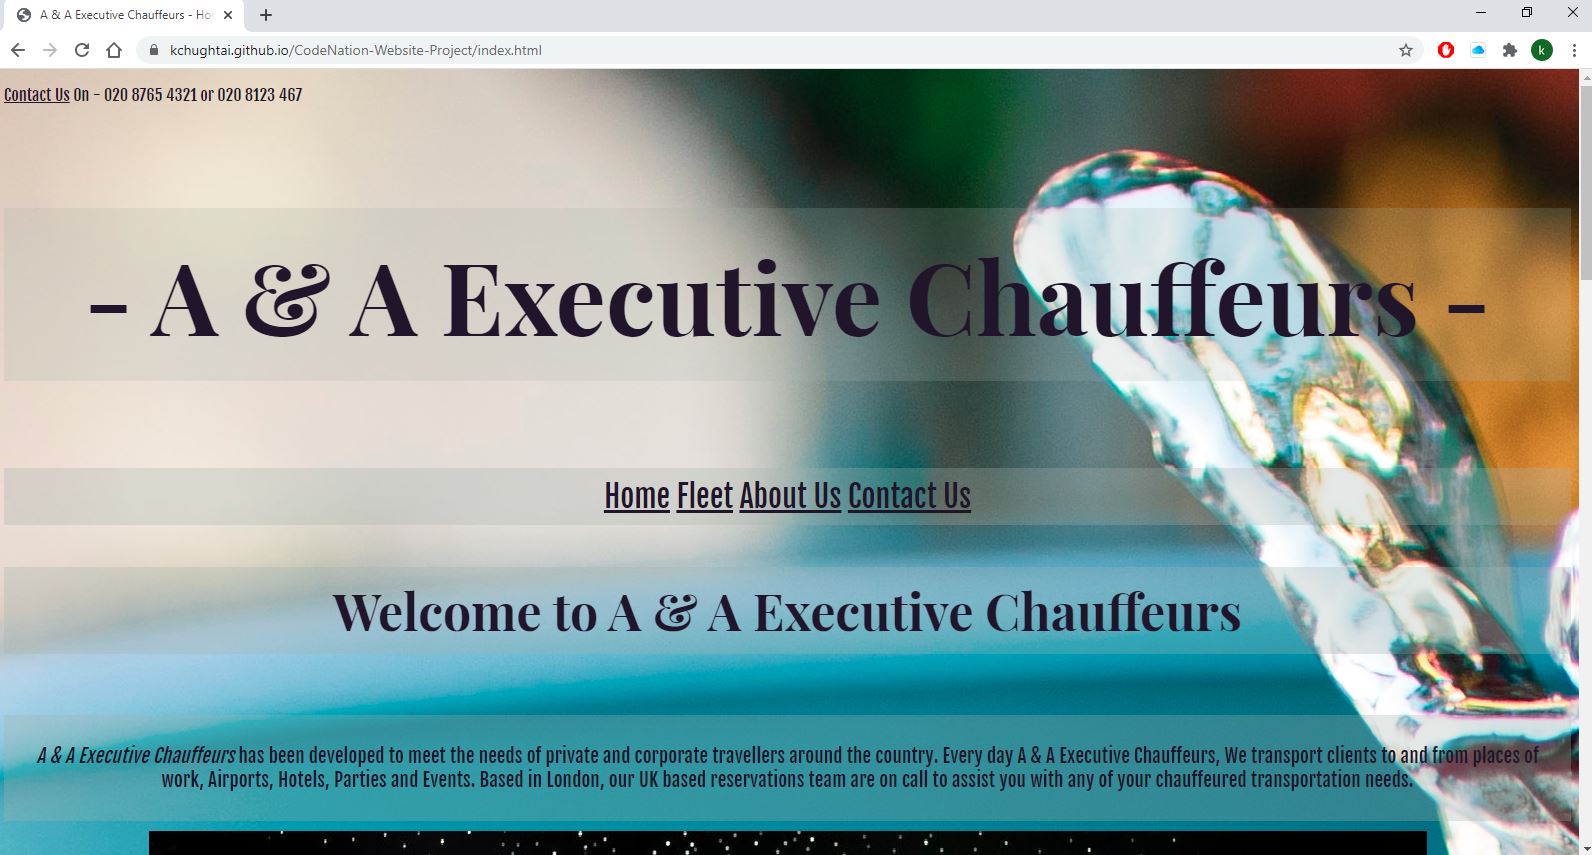 A & A Executive Chauffeurs - Ho
kchughtai.github.io/CodeNation-Website-Project/index.html
k
Contact Us On - 020 8765 4321 or 020 8123 467
- A & A Executive Chauffeurs -
Home Fleet About Us Contact Us
Welcome to A & A Executive Chauffeurs
A & A Executive Chauffeurs has been developed to meet the needs of private and corporate travellers around the country. Every day A & A Executive Chauffeurs, We transport clients to and from places of
work, Airports, Hotels, Parties and Events. Based in London, our UK based reservations team are on call to assist you with any of your chauffeured transportation needs.